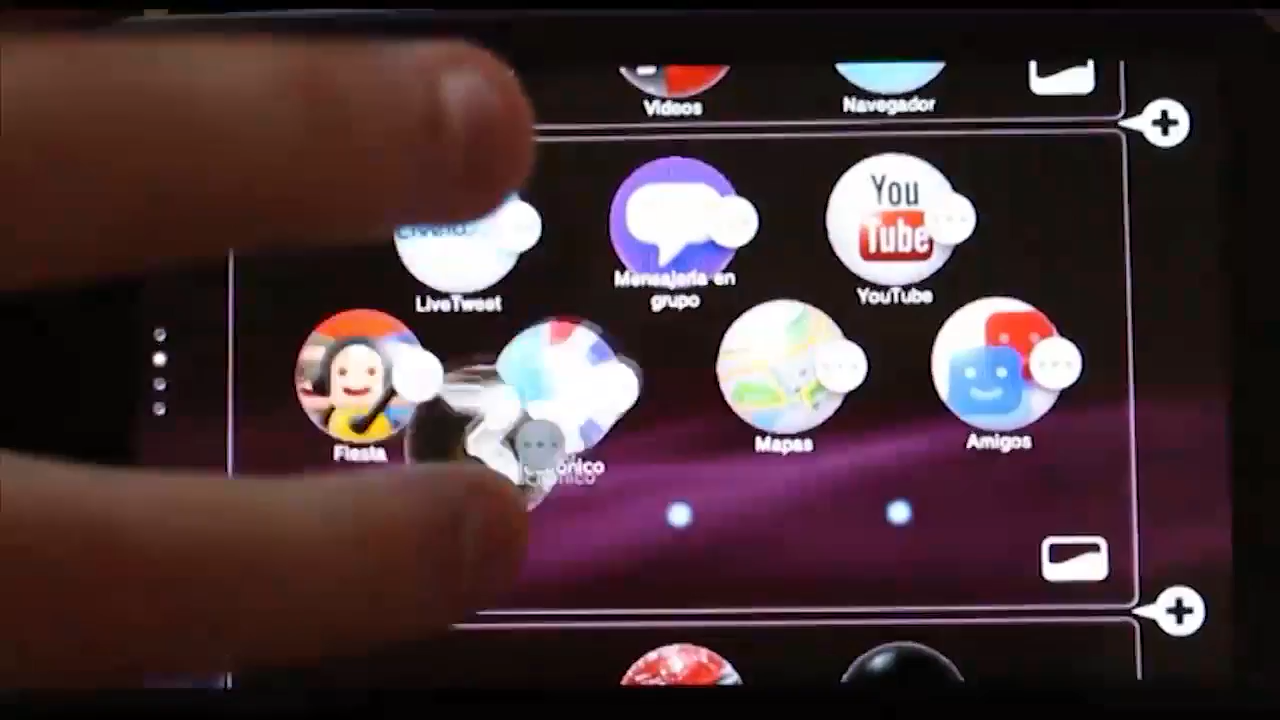 Videos
Navegador
You
Tube
LiveTweet
Mensajería en
grupo
YouTube
Fiesta
Mapas
Amigos